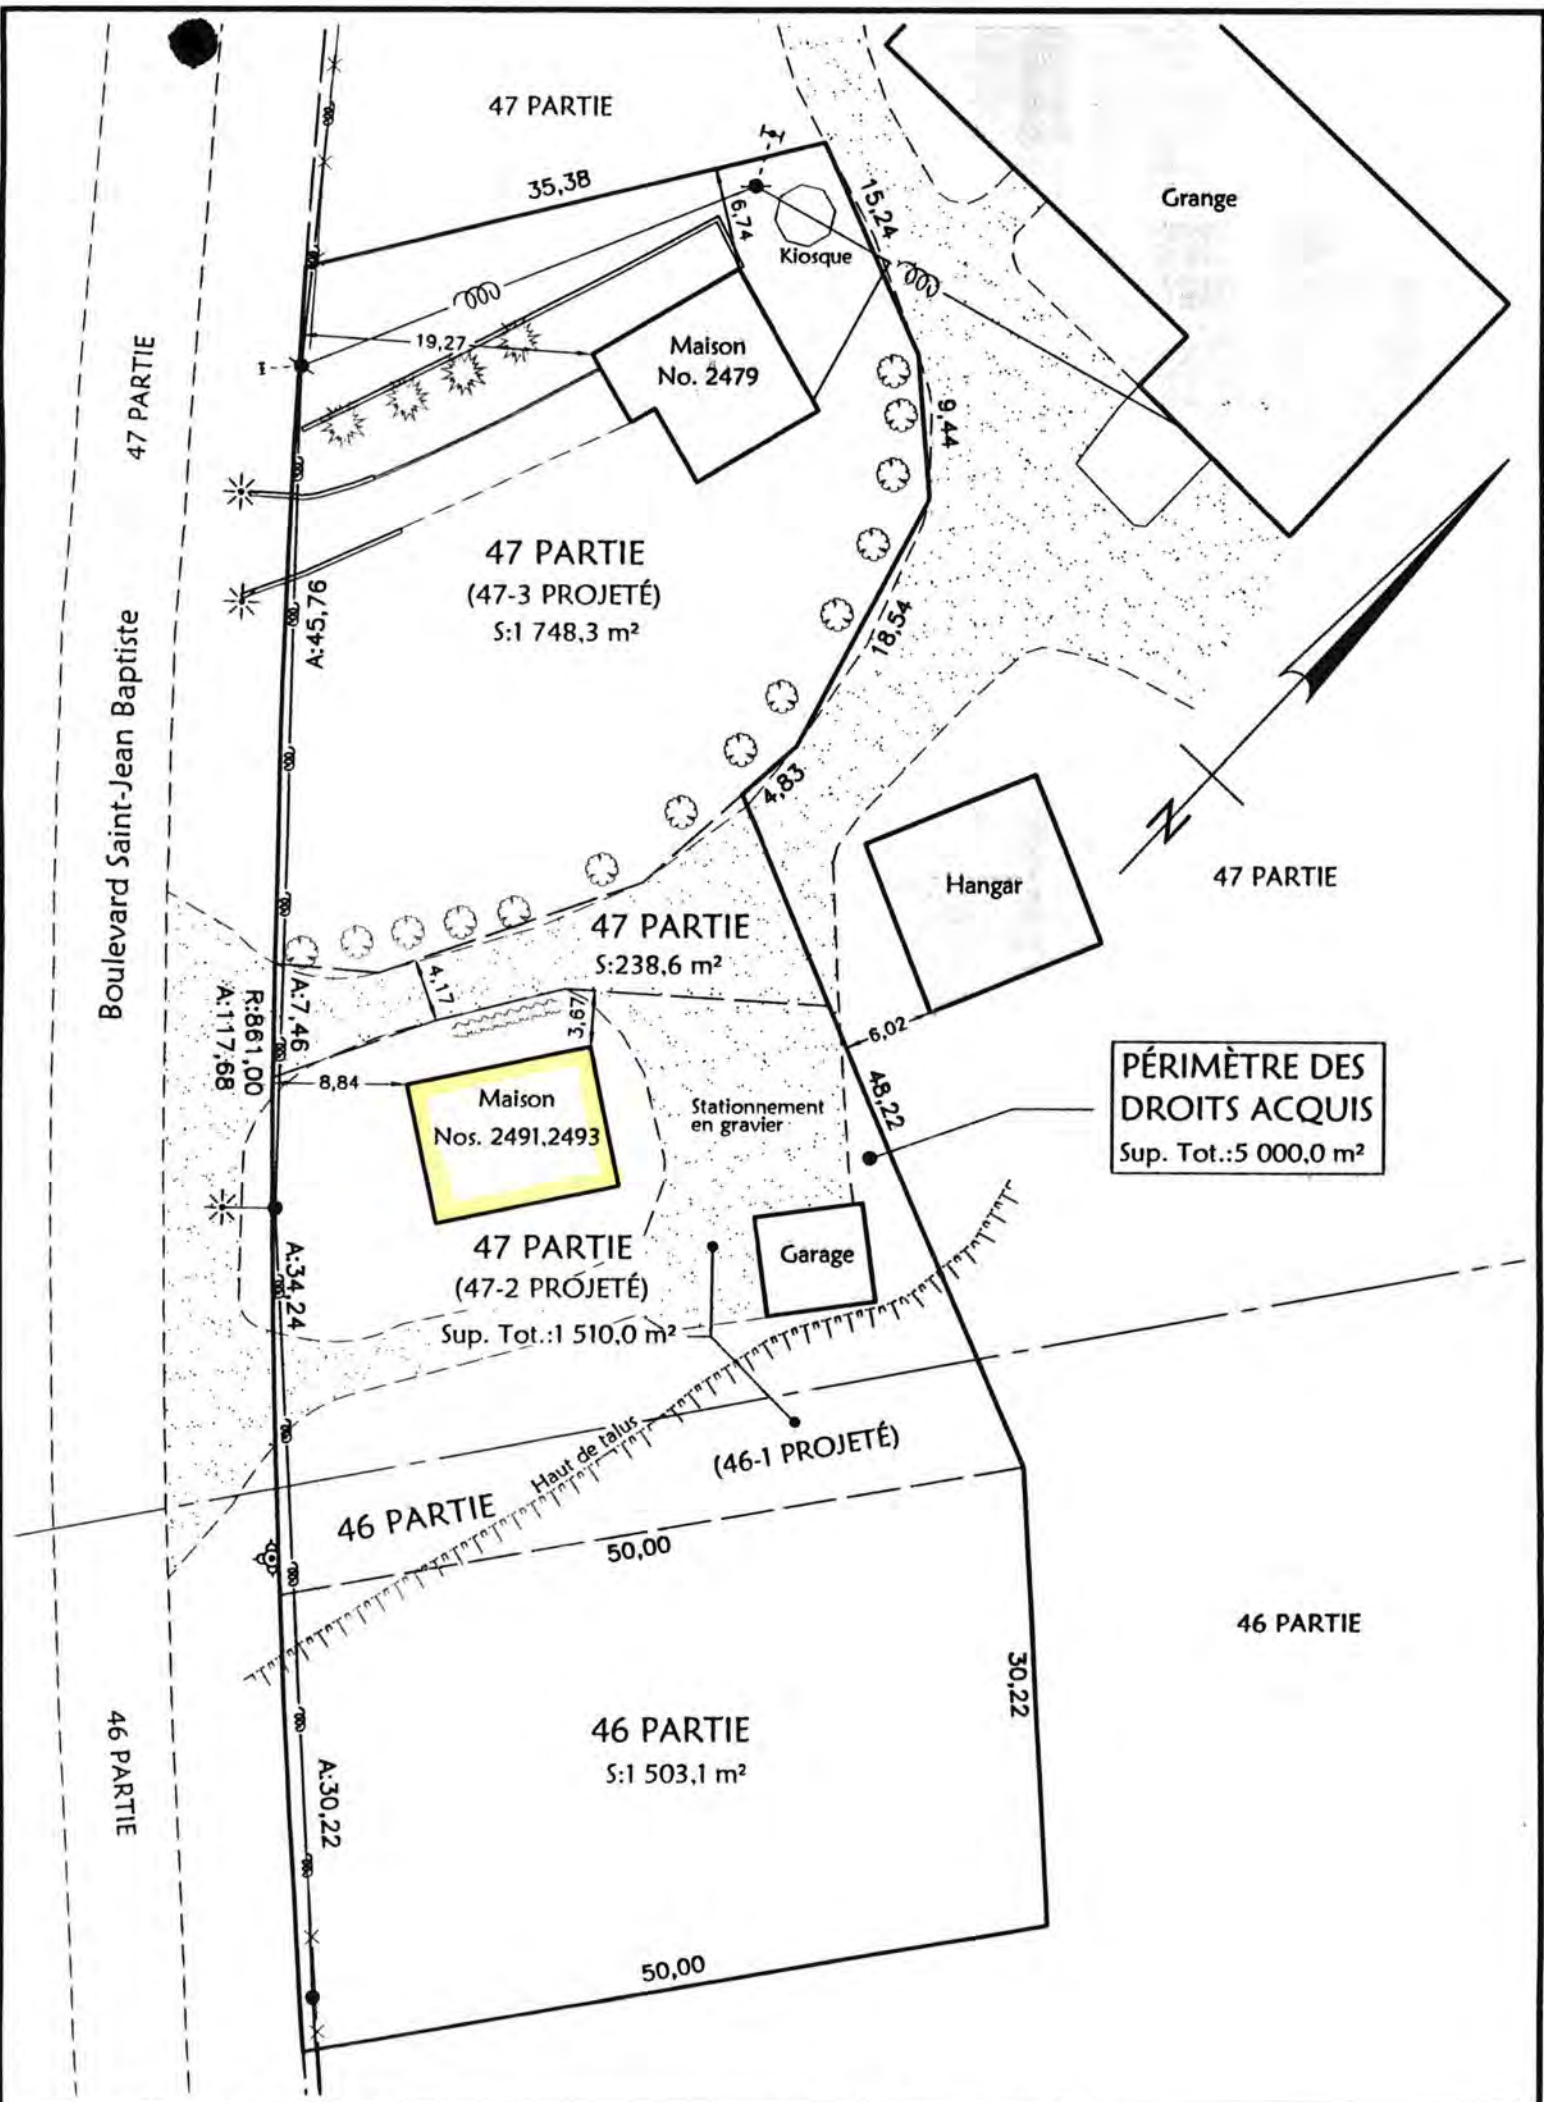 47 PARTIE
35,38
15,24
Grange
6,74
Kiosque
19,27
Maison
No. 2479
47 PARTIE
9,44
47 PARTIE
(47-3 PROJETÉ)
S:1 748,3 m²
A:45,76
18,54
Boulevard Saint-Jean Baptiste
4,83
N
Hangar
47 PARTIE
47 PARTIE
S:238,6 m²
4,17
3,67
A:7,46
R:861,00
A:117,68
6,02
8,84
48,22
Maison
Nos. 2491,2493
Stationnement
en gravier
PÉRIMÈTRE DES
DROITS ACQUIS
Sup. Tot.:5 000,0 m²
47 PARTIE
(47-2 PROJETÉ)
Sup. Tot.:1 510,0 m²
Garage
A:34,24
Haut de talus
(46-1 PROJETÉ)
46 PARTIE
50,00
46 PARTIE
30,22
46 PARTIE
S:1 503,1 m²
46 PARTIE
A:30,22
50,00